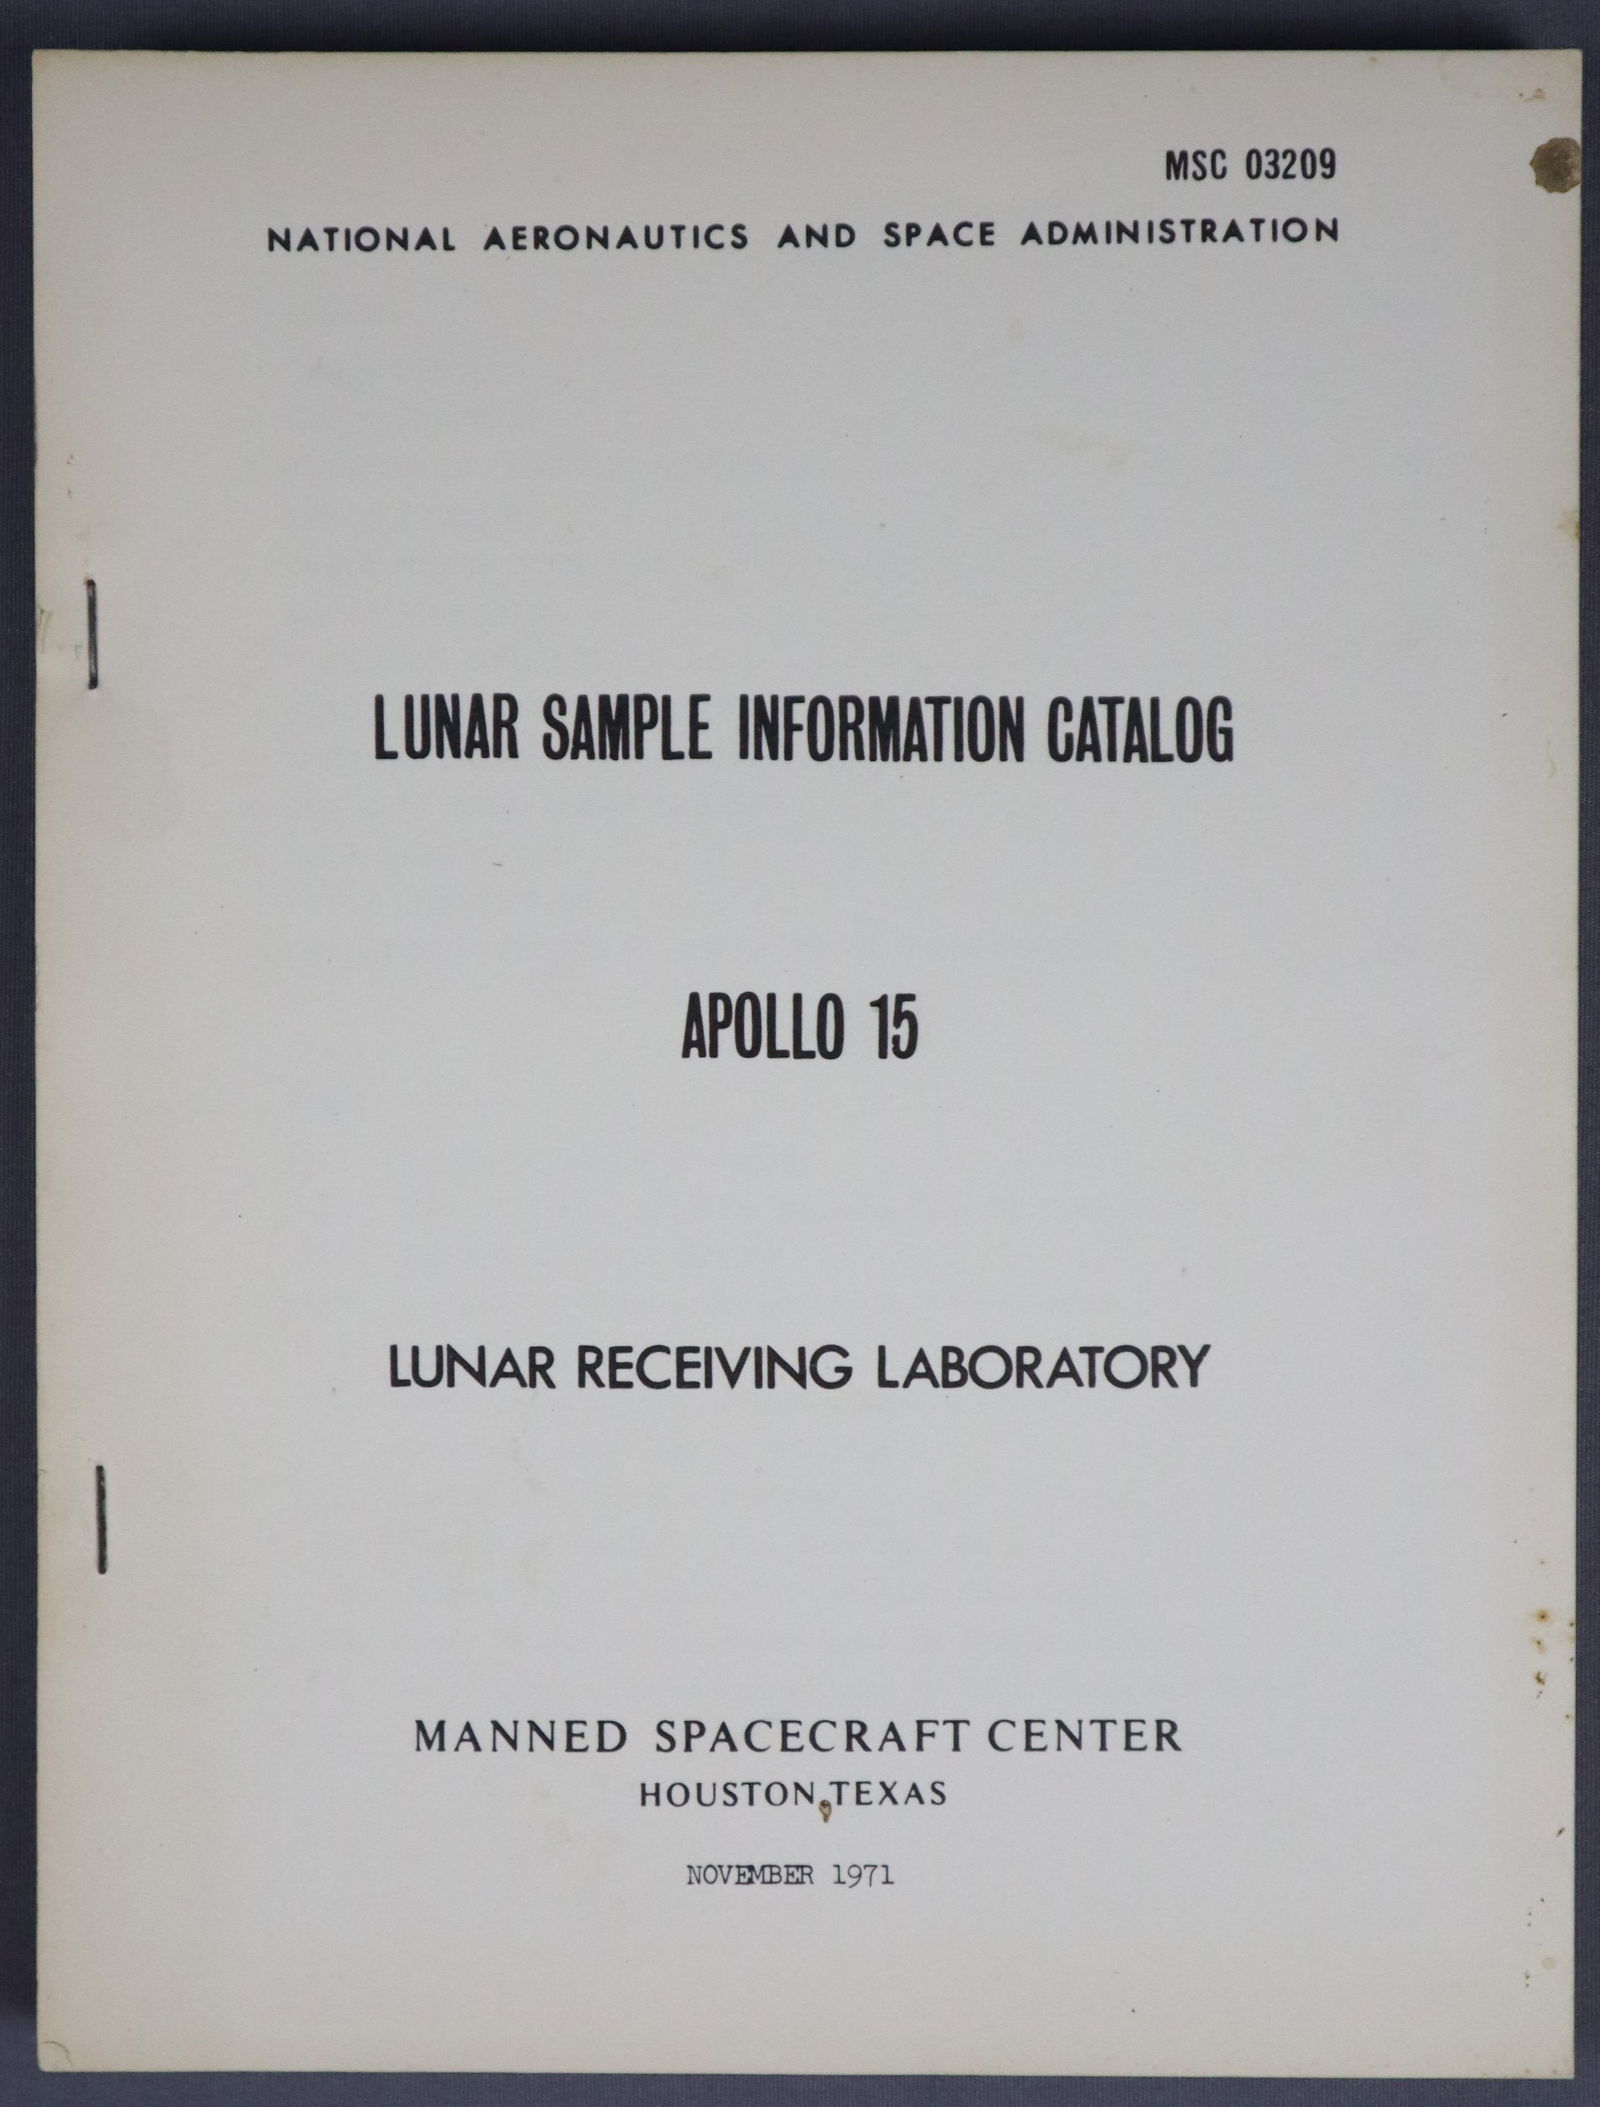 MSC 03209
NATIONAL AERONAUTICS AND SPACE ADMINISTRATION
LUNAR SAMPLE INFORMATION CATALOG
APOLLO 15
LUNAR RECEIVING LABORATORY
MANNED SPACECRAFT CENTER
HOUSTON, TEXAS
NOVEMBER 1971